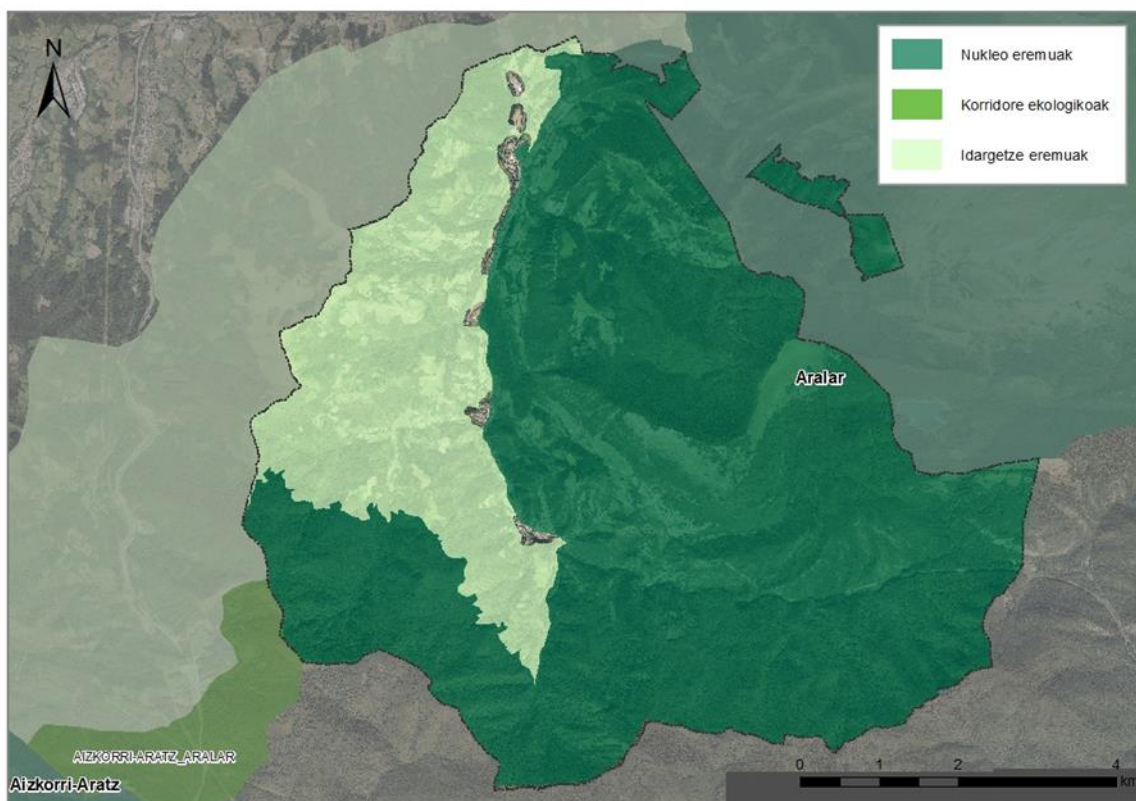 N
Nukleo eremuak
Korridore ekologikoak
Idargetze eremuak
Aralar
AIZKORRI-ARATZ_ARALAR
Aizkorri-Aratz
0 1 2 4
km